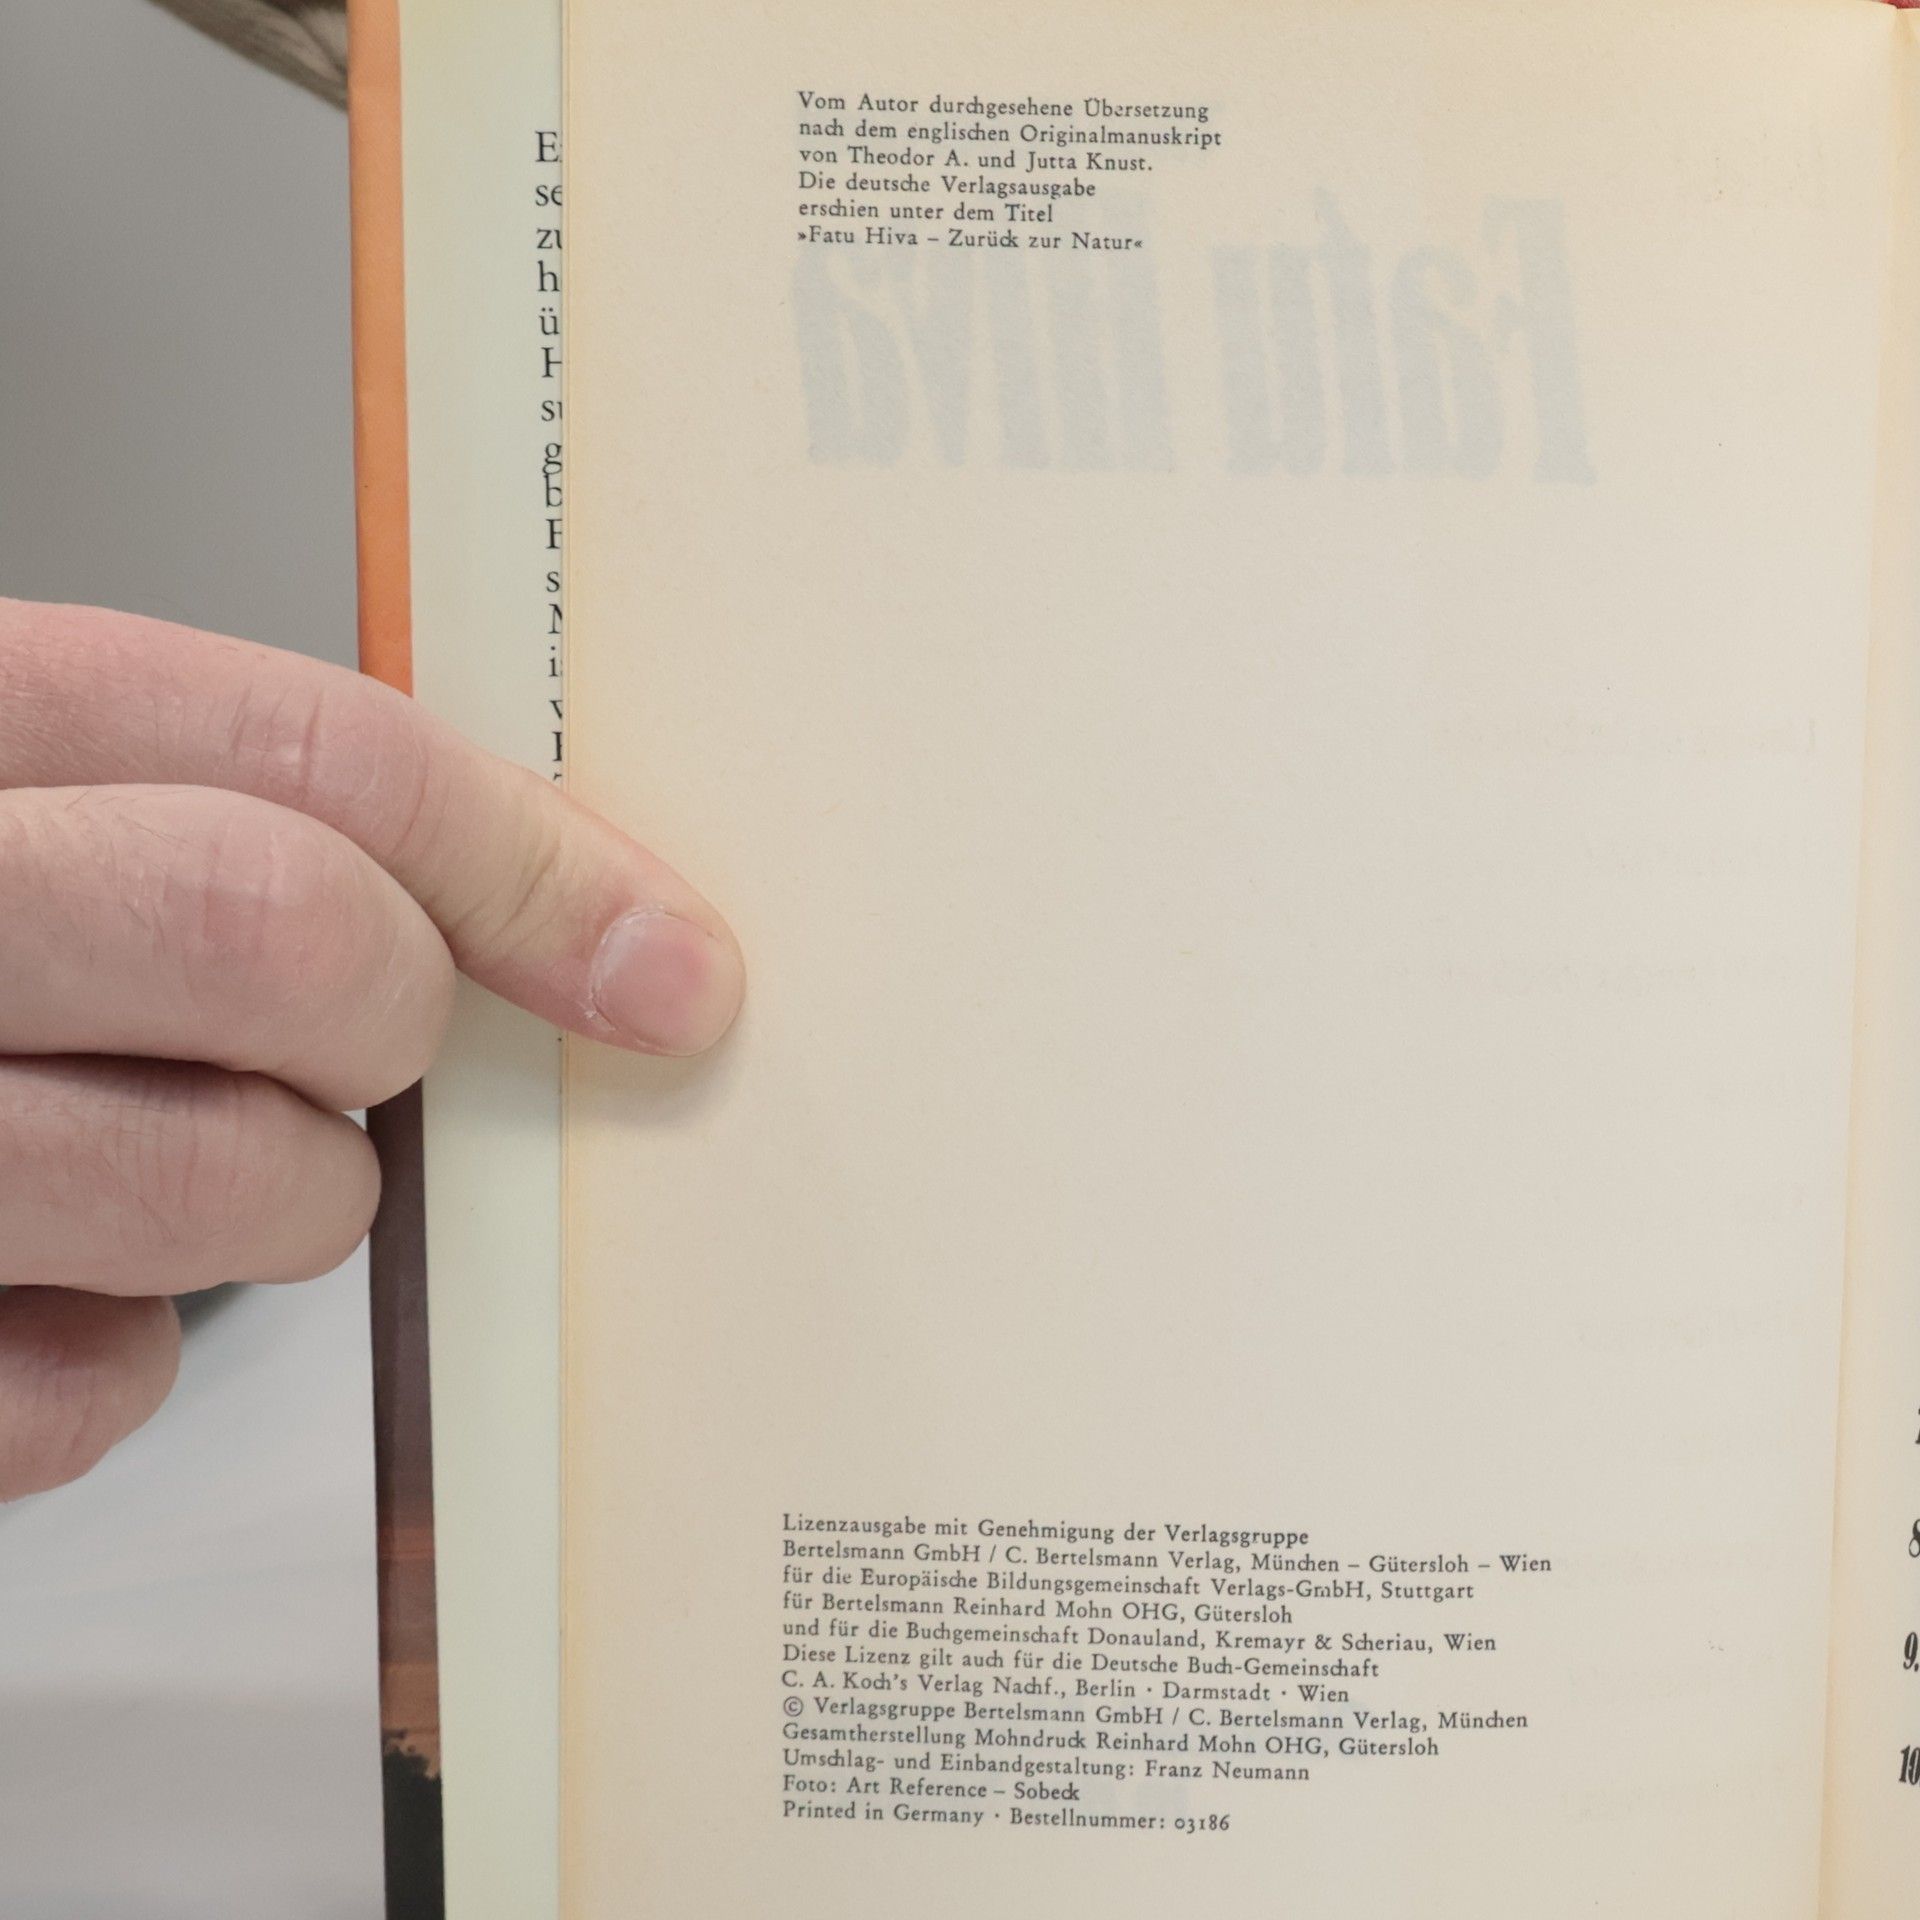 Vom Autor durchgesehene Übersetzung
nach dem englischen Originalmanuskript
von Theodor A. und Jutta Knust.
Die deutsche Verlagsausgabe
erschien unter dem Titel
»Fatu Hiva – Zurück zur Natur«
Fatu Hiva
Lizenzausgabe mit Genehmigung der Verlagsgruppe
Bertelsmann GmbH / C. Bertelsmann Verlag, München – Gütersloh – Wien
für die Europäische Bildungsgemeinschaft Verlags-GmbH, Stuttgart
für Bertelsmann Reinhard Mohn OHG, Gütersloh
und für die Buchgemeinschaft Donauland, Kremayr & Scheriau, Wien
Diese Lizenz gilt auch für die Deutsche Buch-Gemeinschaft
C. A. Koch's Verlag Nachf., Berlin · Darmstadt · Wien
© Verlagsgruppe Bertelsmann GmbH / C. Bertelsmann Verlag, München
Gesamtherstellung Mohndruck Reinhard Mohn OHG, Gütersloh
Umschlag- und Einbandgestaltung: Franz Neumann
Foto: Art Reference – Sobeck
Printed in Germany · Bestellnummer: 03186
8
9.
10